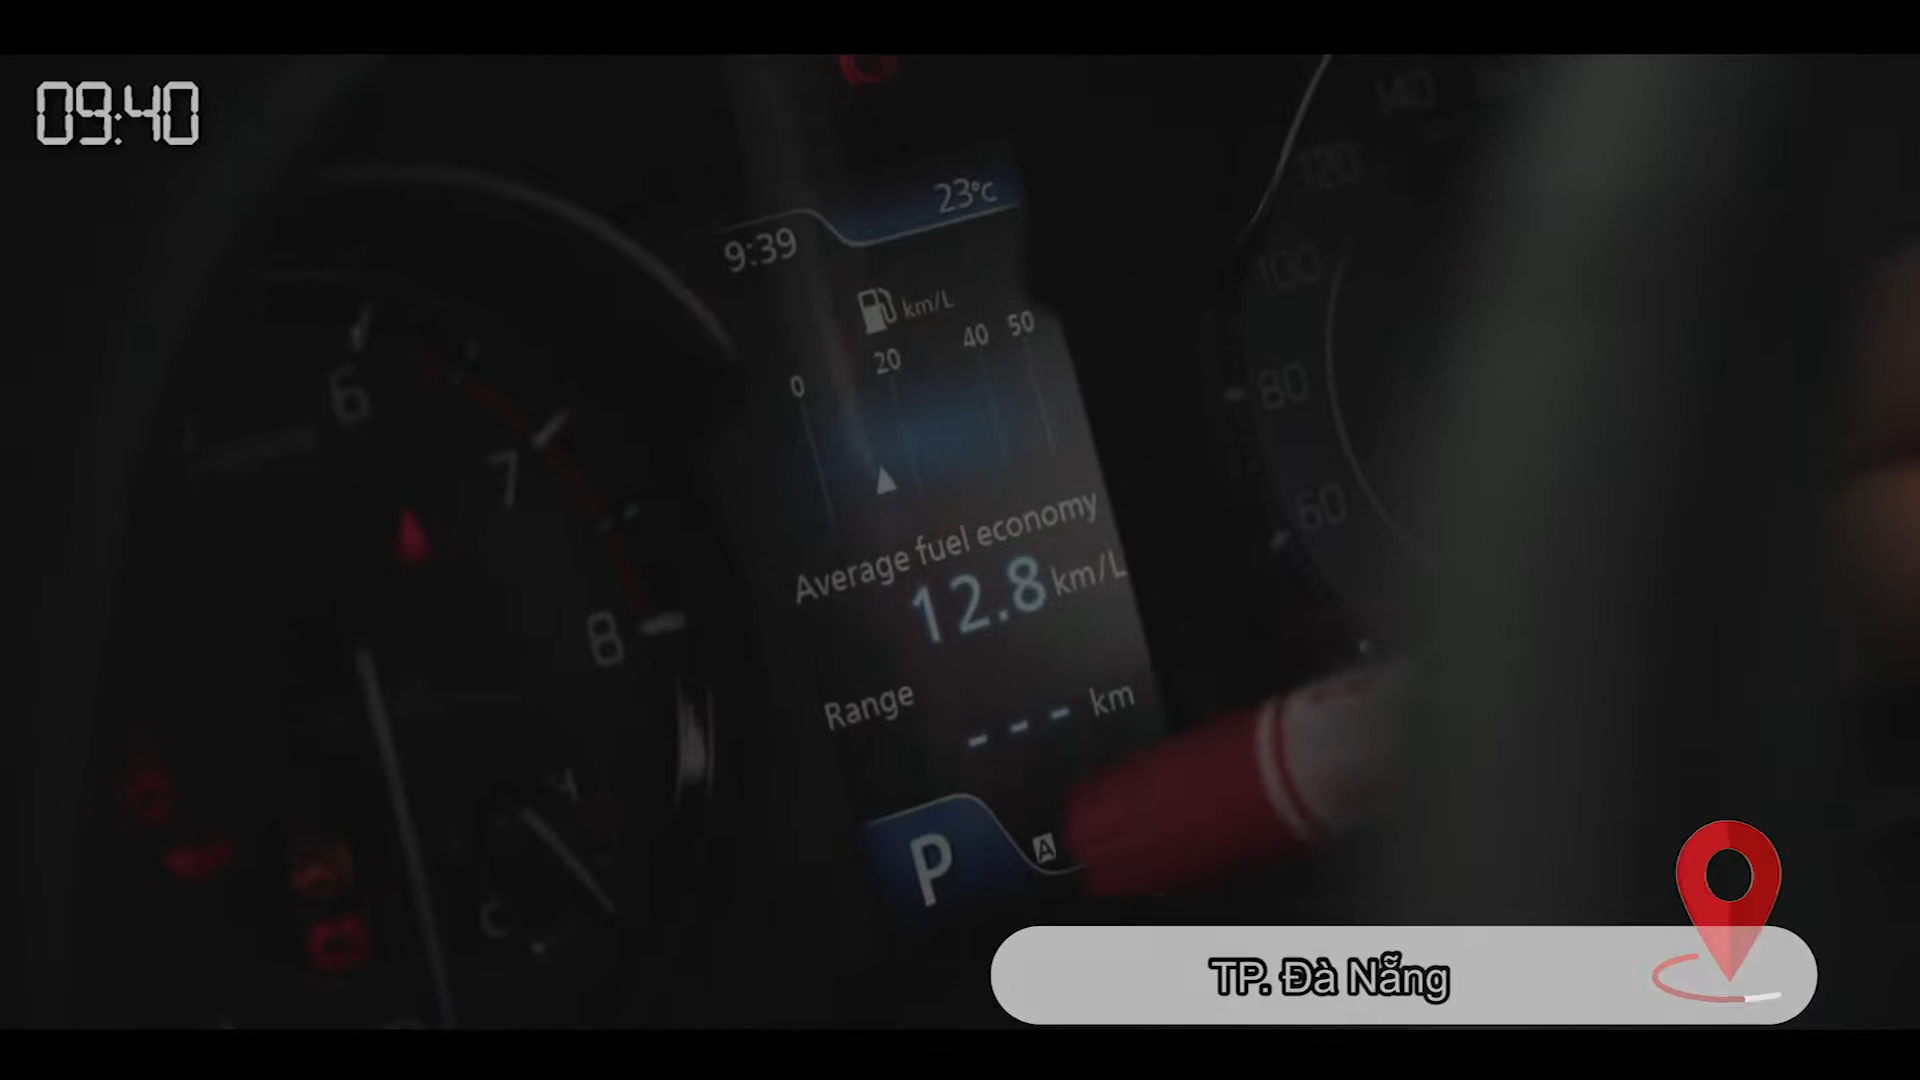 09:40
140
120
23°C
9:39
100
km/L
0 20 40 50
80
6
7
60
Average fuel economy
12.8 km/L
8
Range
--- km
P
A
C
TP. Đà Nẵng